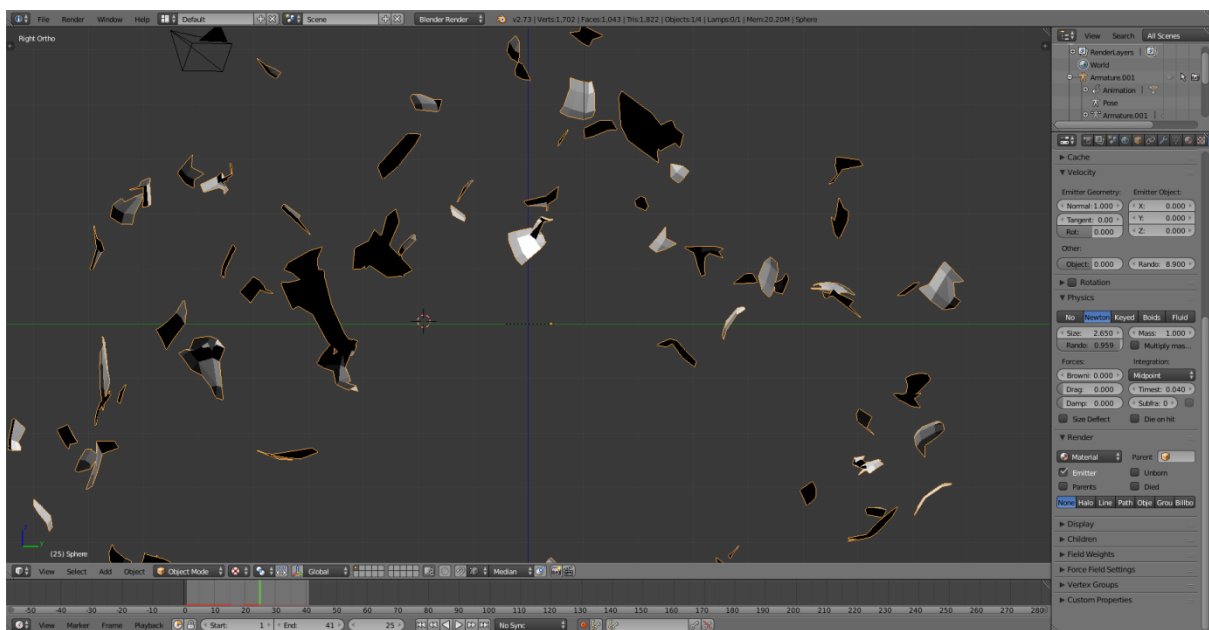 File Render Window Help Default Scene Blender Render v2.73 | Verts:1,702 | Faces:1,043 | Tris:1,822 | Objects:1/4 | Lamps:0/1 | Mem:20.20M | Sphere
Right Ortho
View Search All Scenes
RenderLayers
World
Armature.001
Animation
Pose
Armature.001
Cache
Velocity
Emitter Geometry: Emitter Object:
Normal: 1.000 X: 0.000
Tangent: 0.00 Y: 0.000
Rot: 0.000 Z: 0.000
Other:
Object: 0.000 Rando: 8.900
Rotation
Physics
No Newton Keyed Boids Fluid
Size: 2.650 Mass: 1.000
Rando: 0.959 Multiply mas...
Forces: Integration:
Browni: 0.000 Midpoint
Drag: 0.000 Timest: 0.040
Damp: 0.000 Subfra: 0
Size Deflect Die on hit
Render
Material Parent
Emitter Unborn
Parents Died
None Halo Line Path Obje Grou Billbo
Display
Children
Field Weights
Force Field Settings
Vertex Groups
Custom Properties
z
y
(25) Sphere
View Select Add Object Object Mode Global Median
-50 -40 -30 -20 -10 0 10 20 30 40 50 60 70 80 90 100 110 120 130 140 150 160 170 180 190 200 210 220 230 240 250 260 270 280
View Marker Frame Playback Start: 1 End: 41 25 No Sync